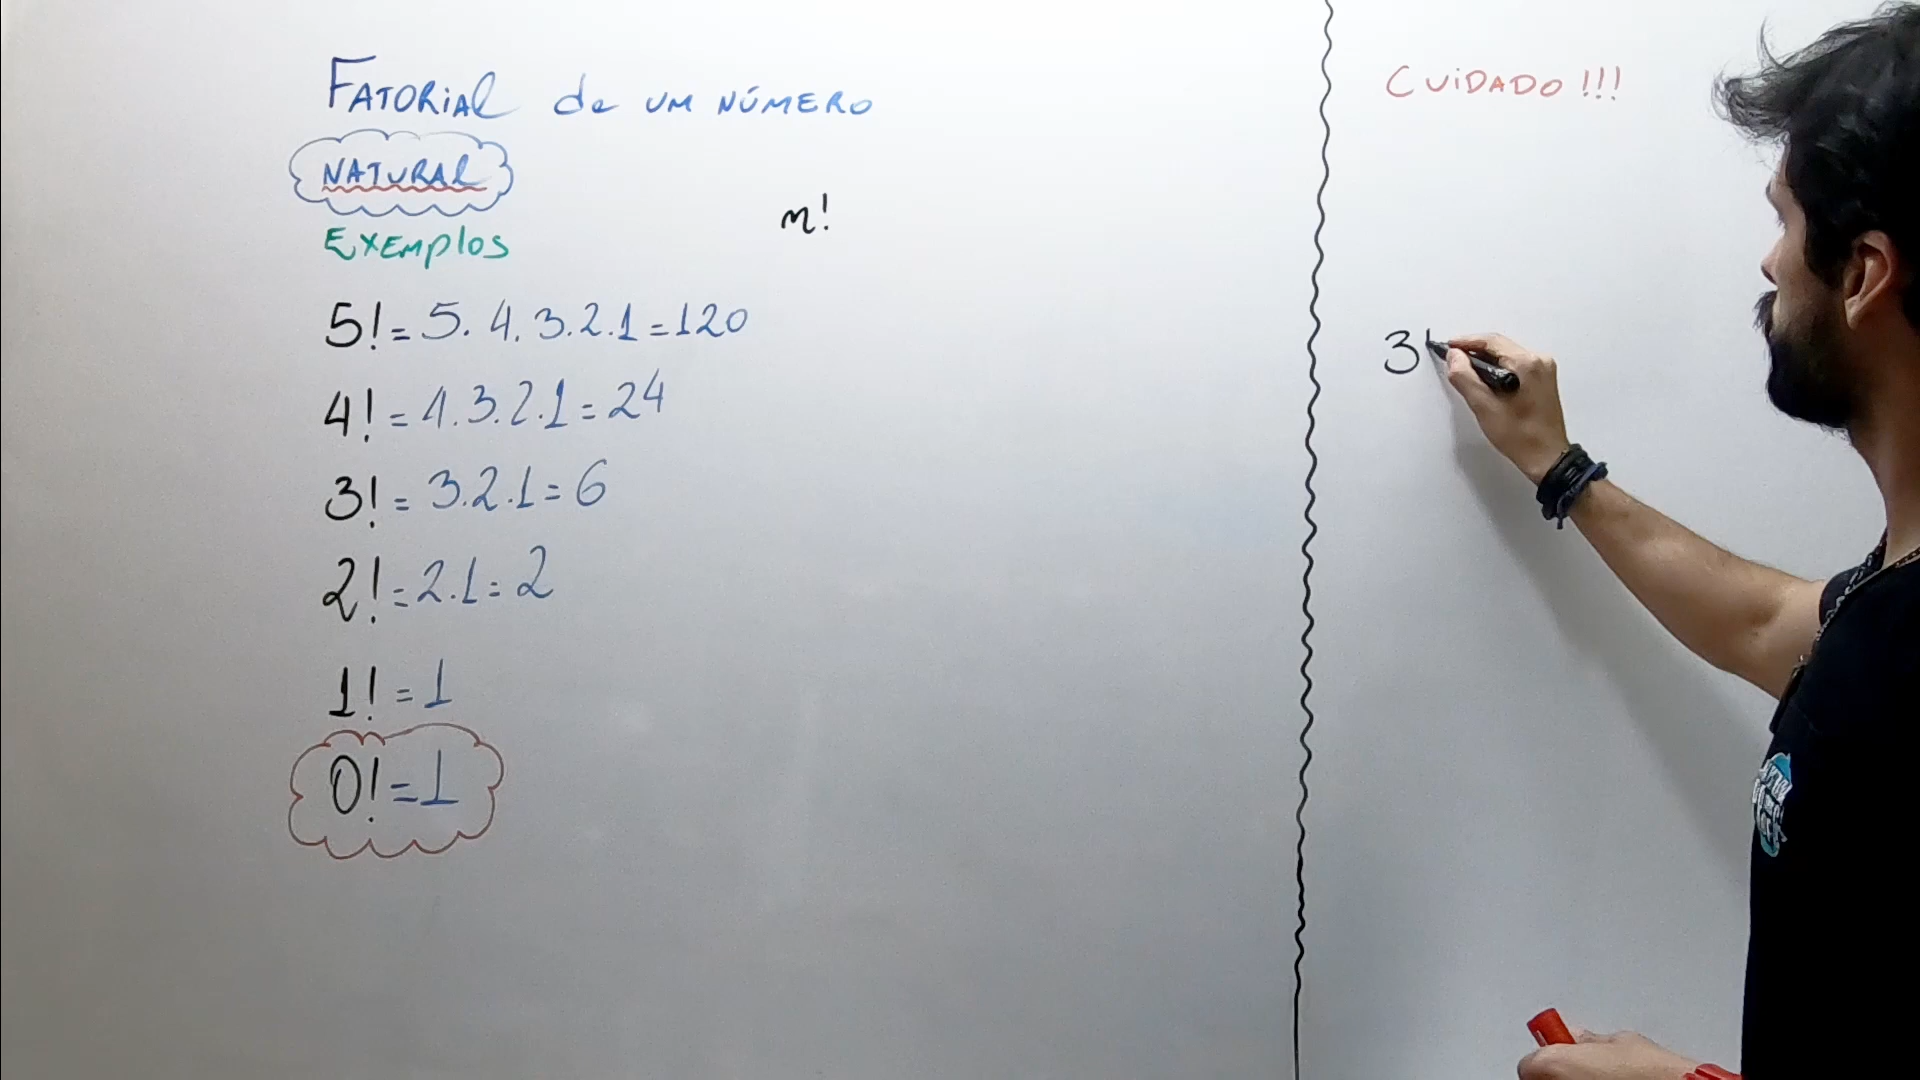 FATORIAL de UM NÚMERO
NATURAL
EXEMPLOS
n!
5! = 5. 4. 3.2.1 = 120
4! = 4.3.2.1 = 24
3! = 3.2.1 = 6
2! = 2.1 = 2
1! = 1
0! = 1
CUIDADO !!!
3